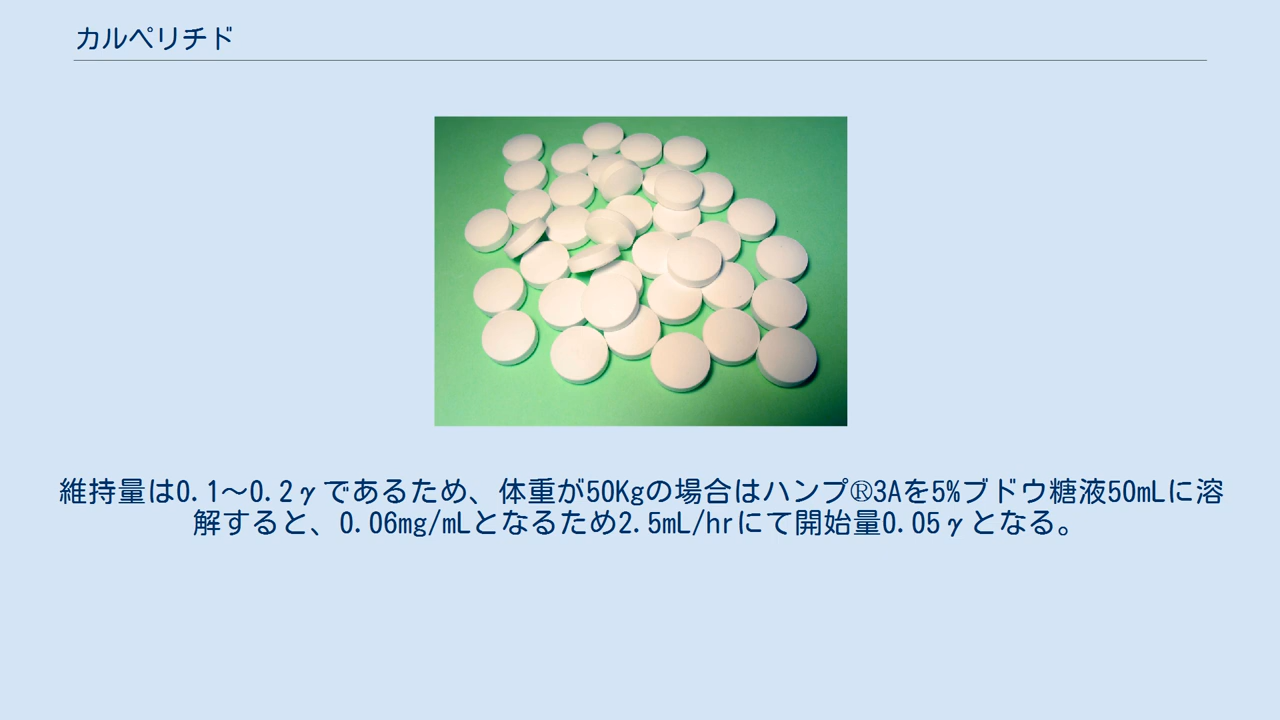 カルペリチド
維持量は0.1～0.2γであるため、体重が50Kgの場合はハンプ®3Aを5%ブドウ糖液50mLに溶
解すると、0.06mg/mLとなるため2.5mL/hrにて開始量0.05γとなる。